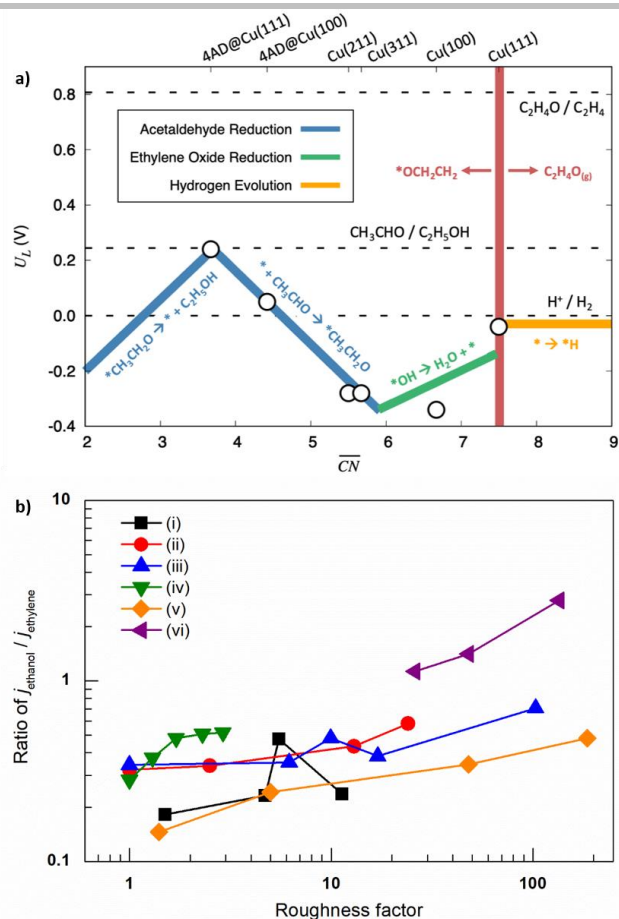 4AD@Cu(111)
4AD@Cu(100)
Cu(211)
Cu(311)
Cu(100)
Cu(111)
a)
0.8
0.6
0.4
0.2
0.0
-0.2
-0.4
U_L (V)
C₂H₄O / C₂H₄
Acetaldehyde Reduction
Ethylene Oxide Reduction
Hydrogen Evolution
*OCH₂CH₂
C₂H₄O(g)
CH₃CHO / C₂H₅OH
H⁺ / H₂
*CH₃CH₂O → * + C₂H₅OH
* + CH₃CHO → *CH₃CH₂O
*OH → H₂O + *
* → *H
2 3 4 5 6 7 8 9
CN
b)
10
1
0.1
Ratio of j_ethanol / j_ethylene
(i)
(ii)
(iii)
(iv)
(v)
(vi)
1 10 100
Roughness factor